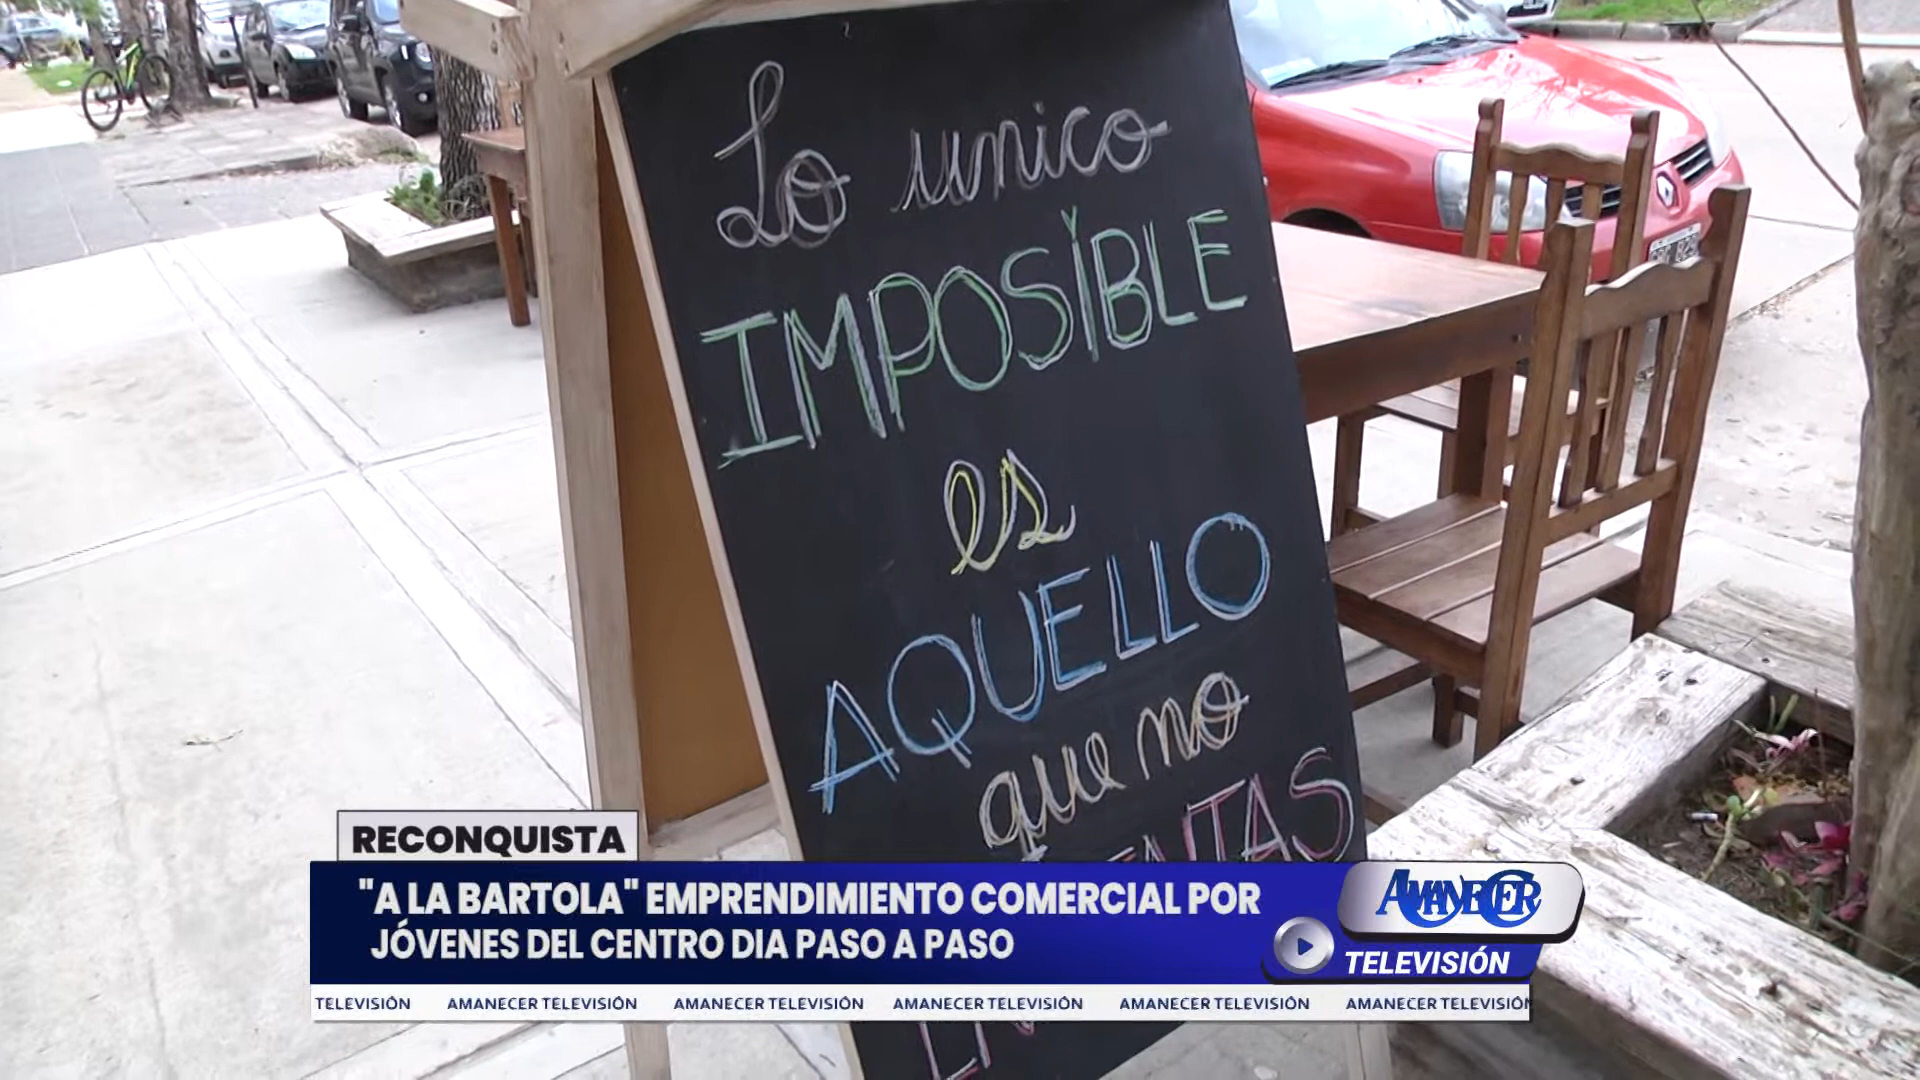 Lo unico
IMPOSIBLE
es
AQUELLO
que no
RECONQUISTA
"A LA BARTOLA" EMPRENDIMIENTO COMERCIAL POR
JÓVENES DEL CENTRO DIA PASO A PASO
AMANECER
TELEVISIÓN
TELEVISIÓN AMANECER TELEVISIÓN AMANECER TELEVISIÓN AMANECER TELEVISIÓN AMANECER TELEVISIÓN AMANECER TELEVISIÓN